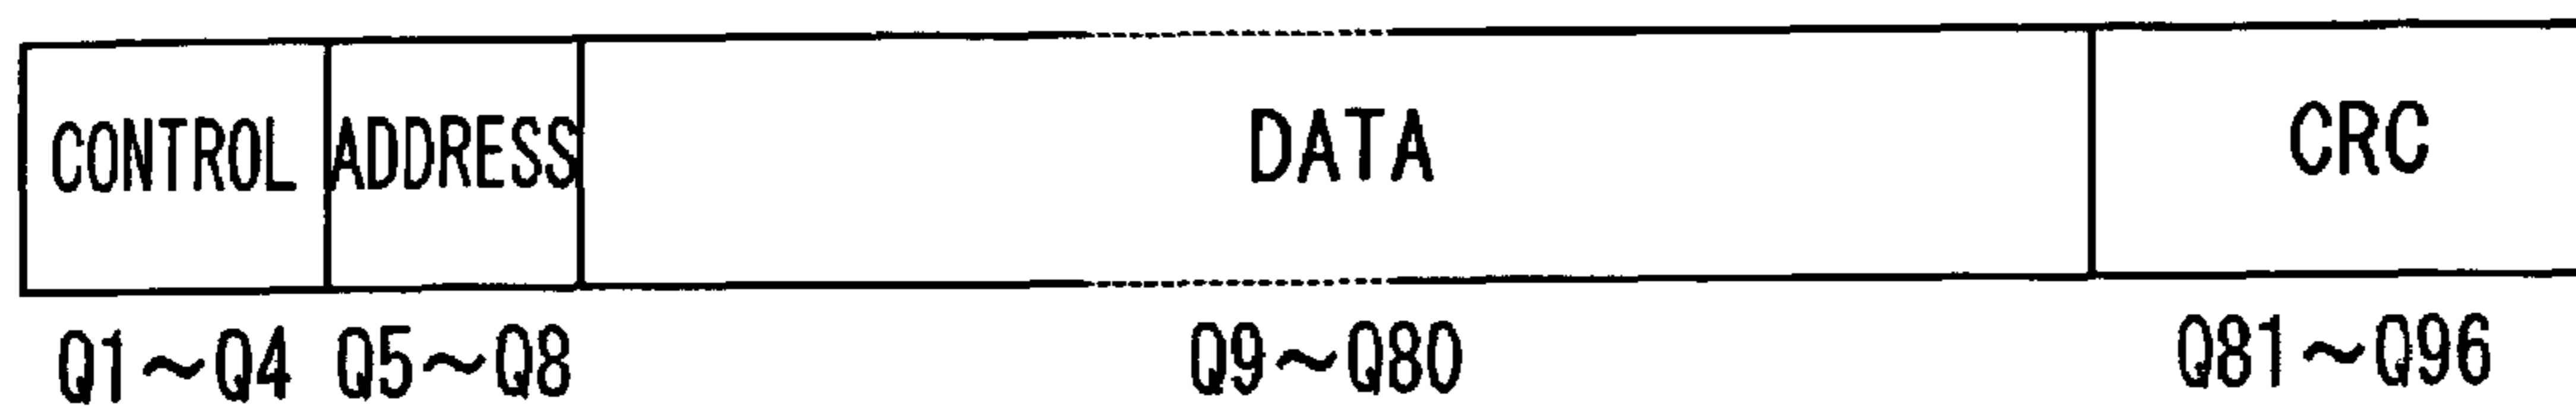 CONTROL ADDRESS DATA CRC
Q1~Q4 Q5~Q8 Q9~Q80 Q81~Q96